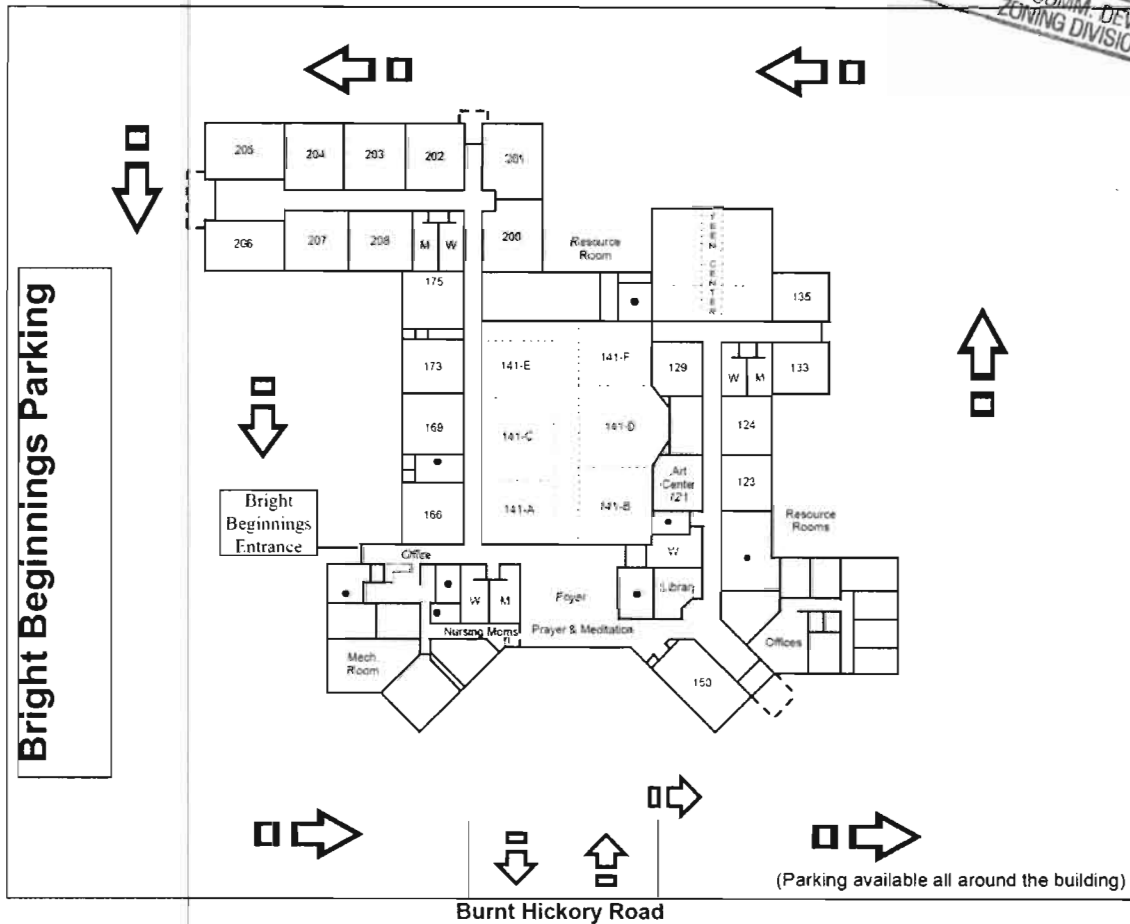 COMM. DEV
ZONING DIVISIO
205
204
203
202
201
206
207
208
M
W
200
Resource
Room
TEEN CENTER
135
175
173
169
166
141-E
141-F
141-C
141-D
141-A
141-B
129
W
M
133
124
123
Art
Center
121
Resource
Rooms
Bright
Beginnings
Entrance
Office
W
Library
W
M
Foyer
Nursing Moms
Prayer & Meditation
Mech.
Room
Offices
150
Bright Beginnings Parking
(Parking available all around the building)
Burnt Hickory Road